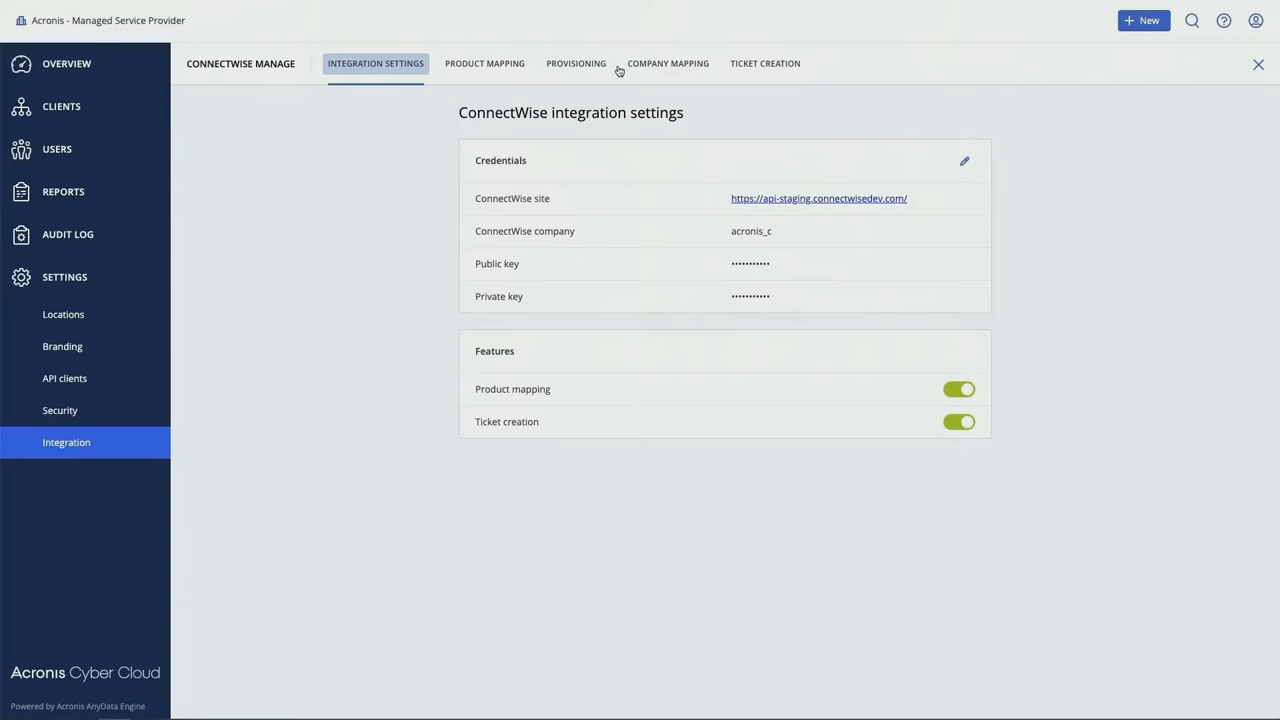 Acronis - Managed Service Provider
New
OVERVIEW
CLIENTS
USERS
REPORTS
AUDIT LOG
SETTINGS
Locations
Branding
API clients
Security
Integration
Acronis Cyber Cloud
Powered by Acronis AnyData Engine
CONNECTWISE MANAGE
INTEGRATION SETTINGS
PRODUCT MAPPING
PROVISIONING
COMPANY MAPPING
TICKET CREATION
ConnectWise integration settings
Credentials
ConnectWise site https://api-staging.connectwisedev.com/
ConnectWise company acronis_c
Public key •••••••••••
Private key •••••••••••
Features
Product mapping
Ticket creation